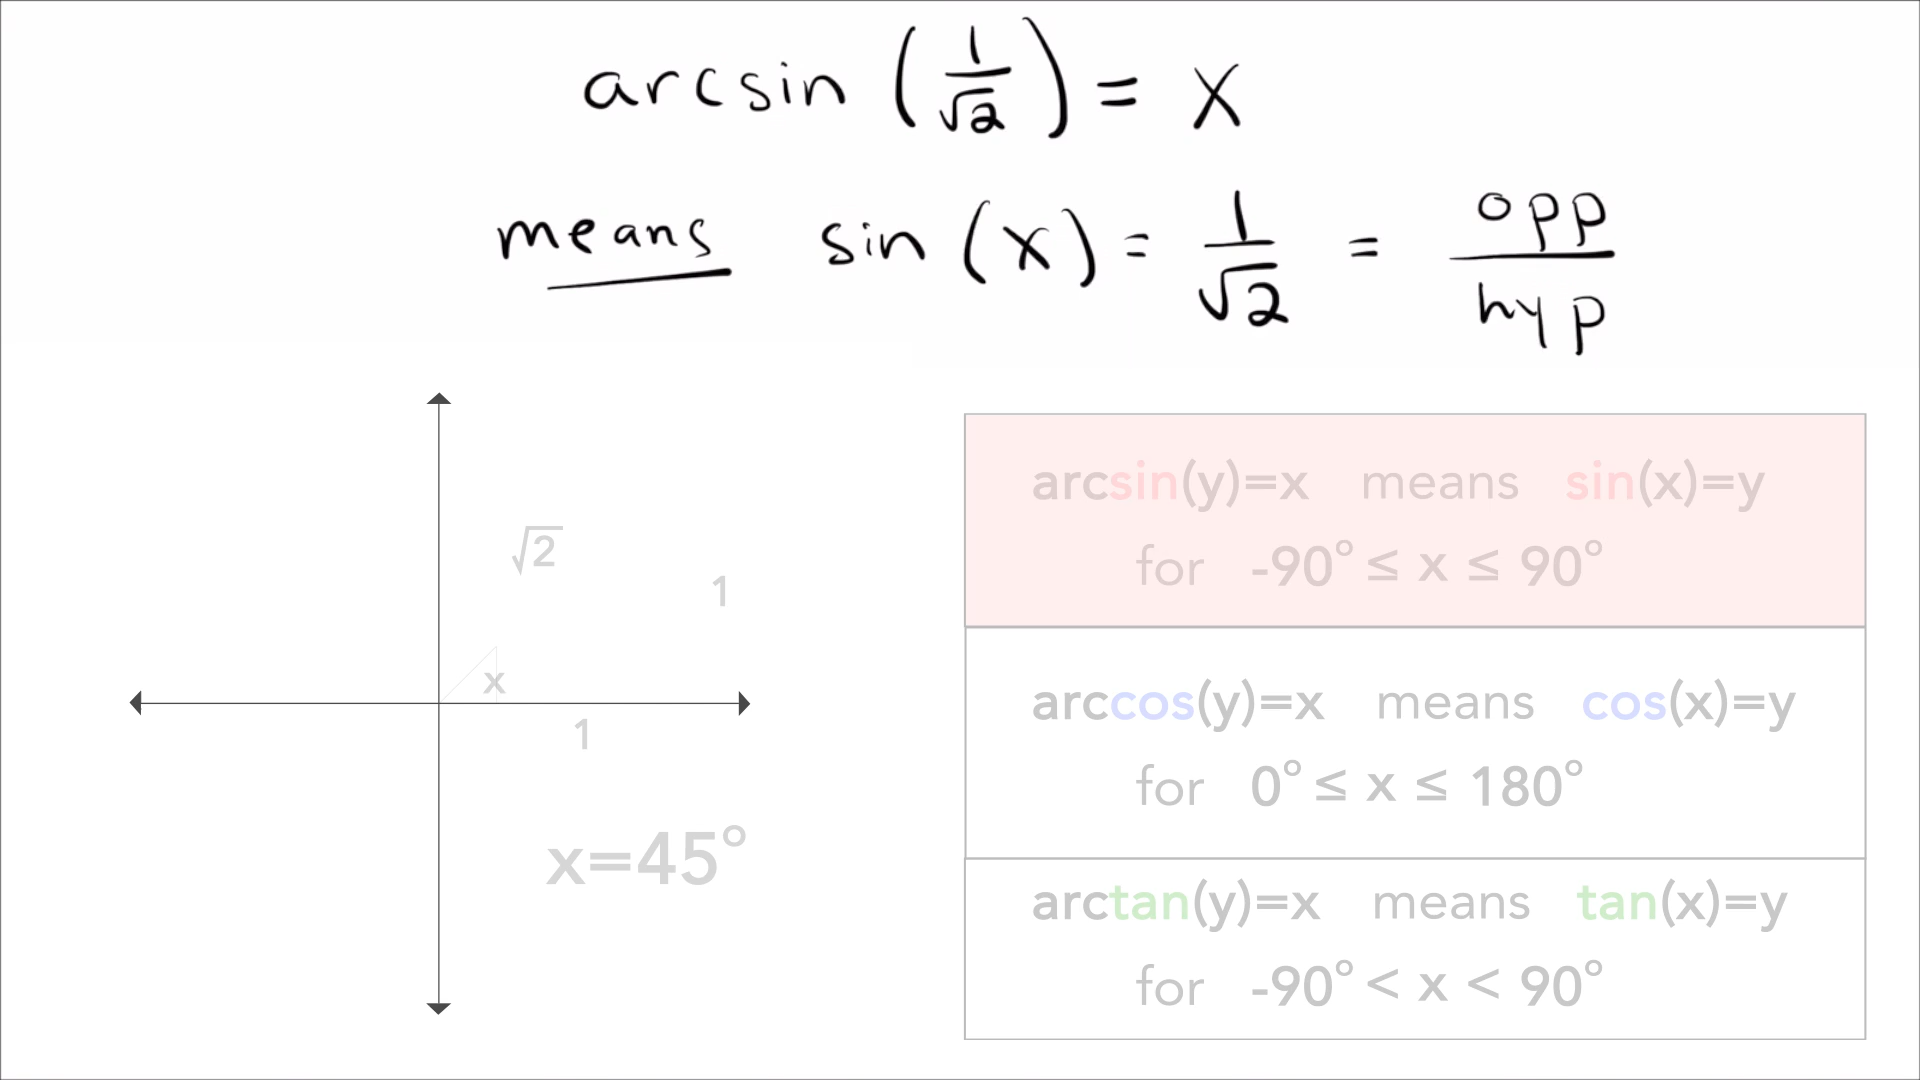 arcsin (1/√2) = x
means sin (x) = 1/√2 = opp/hyp
√2
1
x
1
x=45°
arcsin(y)=x means sin(x)=y
for -90° ≤ x ≤ 90°
arccos(y)=x means cos(x)=y
for 0° ≤ x ≤ 180°
arctan(y)=x means tan(x)=y
for -90° < x < 90°